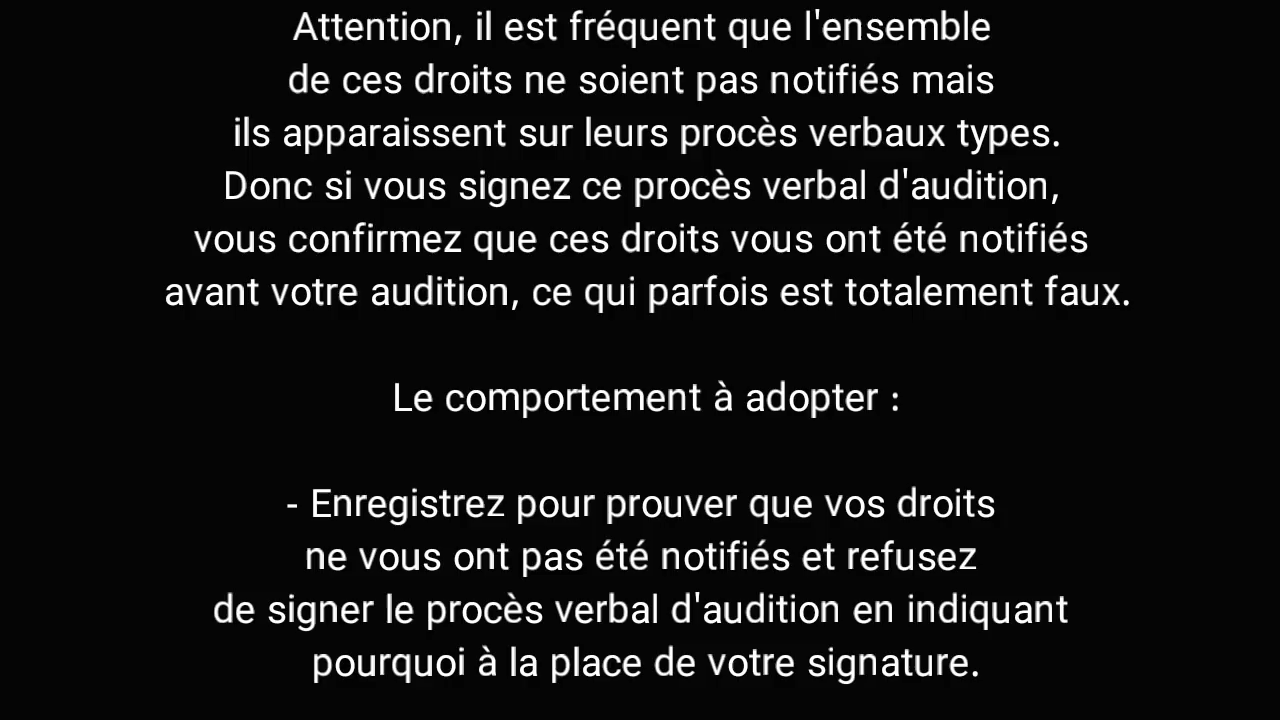 Attention, il est fréquent que l'ensemble
de ces droits ne soient pas notifiés mais
ils apparaissent sur leurs procès verbaux types.
Donc si vous signez ce procès verbal d'audition,
vous confirmez que ces droits vous ont été notifiés
avant votre audition, ce qui parfois est totalement faux.
Le comportement à adopter :
- Enregistrez pour prouver que vos droits
ne vous ont pas été notifiés et refusez
de signer le procès verbal d'audition en indiquant
pourquoi à la place de votre signature.